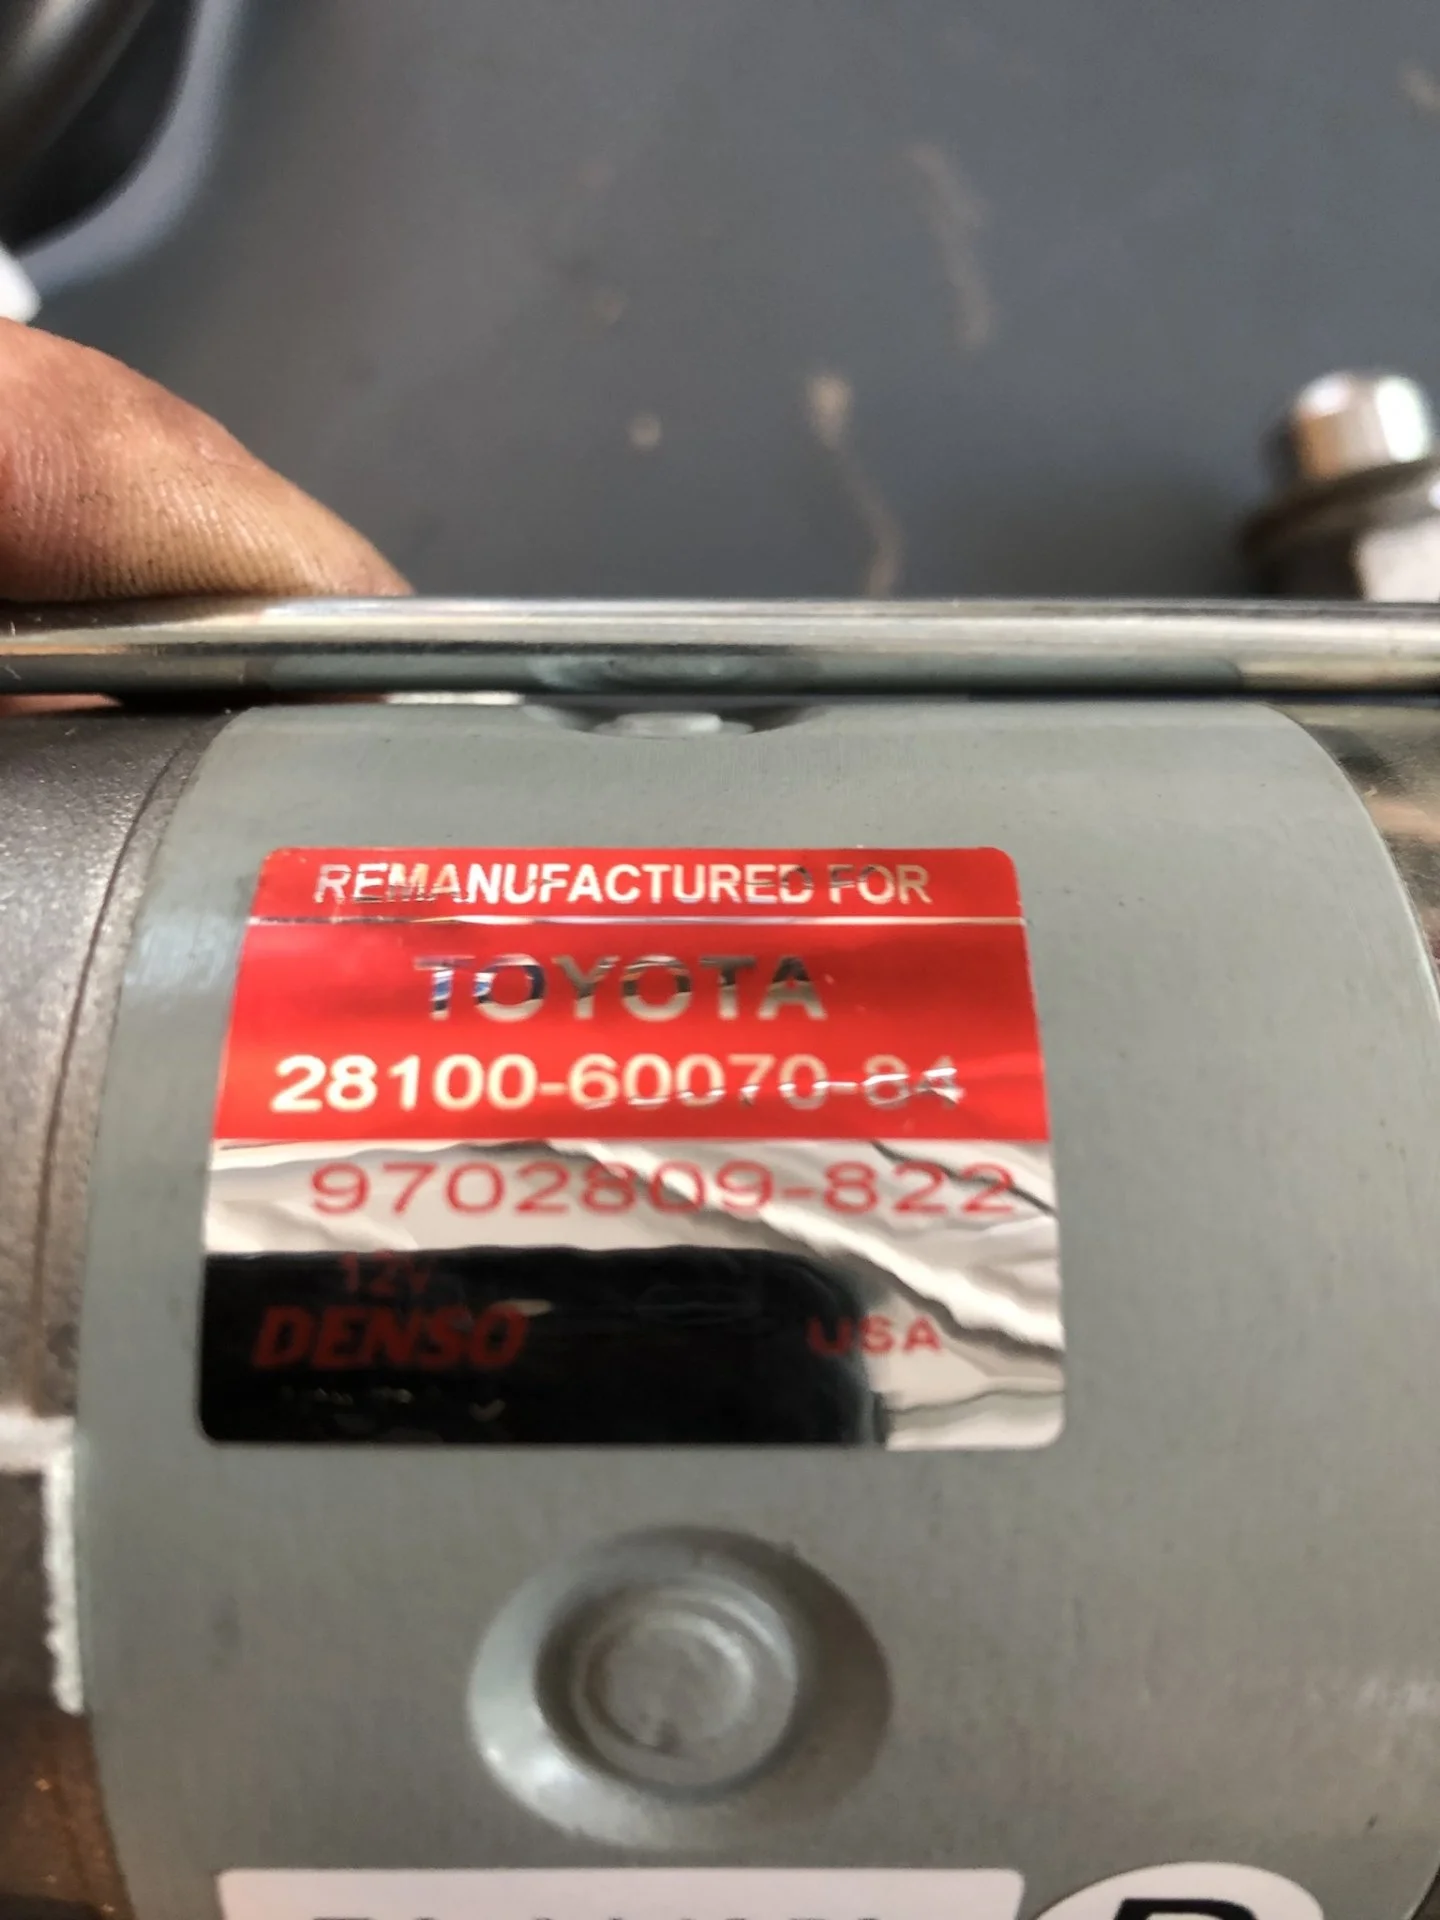 REMANUFACTURED FOR
TOYOTA
28100-60070-84
9702809-822
12V
DENSO USA